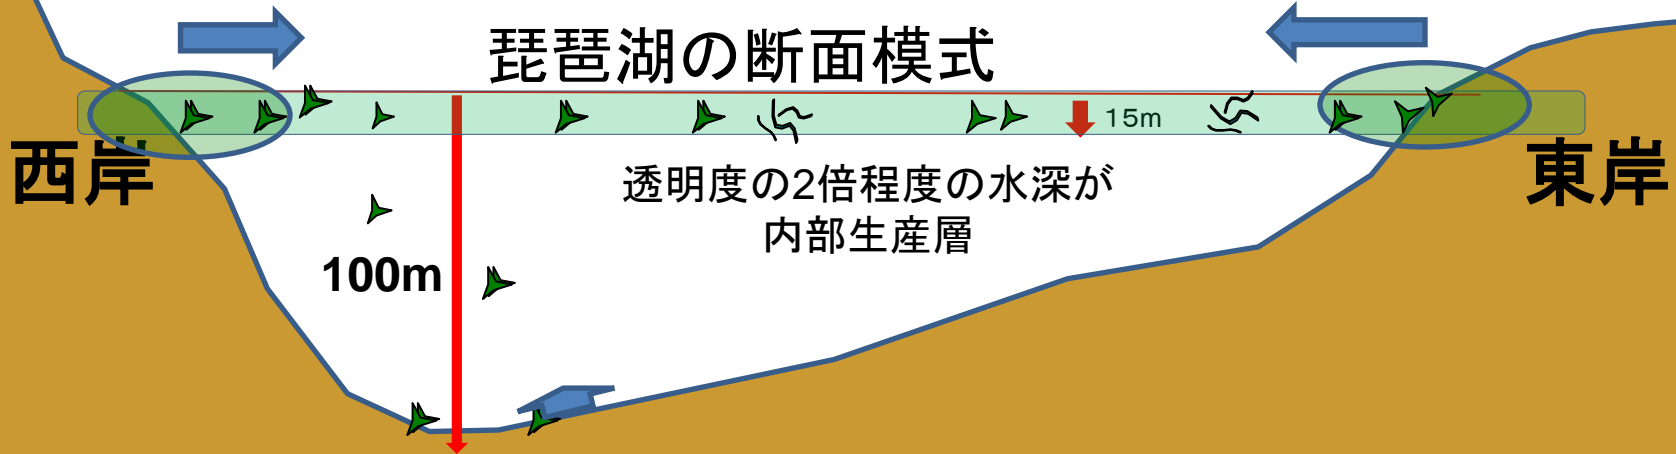 琵琶湖の断面模式
15m
西岸
東岸
透明度の2倍程度の水深が
内部生産層
100m